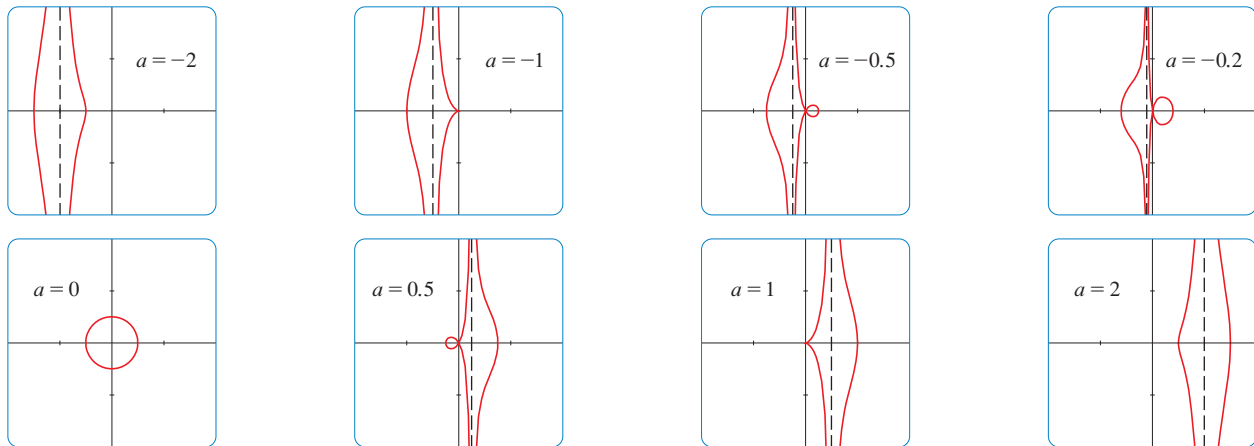 a = −2
a = −1
a = −0.5
a = −0.2
a = 0
a = 0.5
a = 1
a = 2